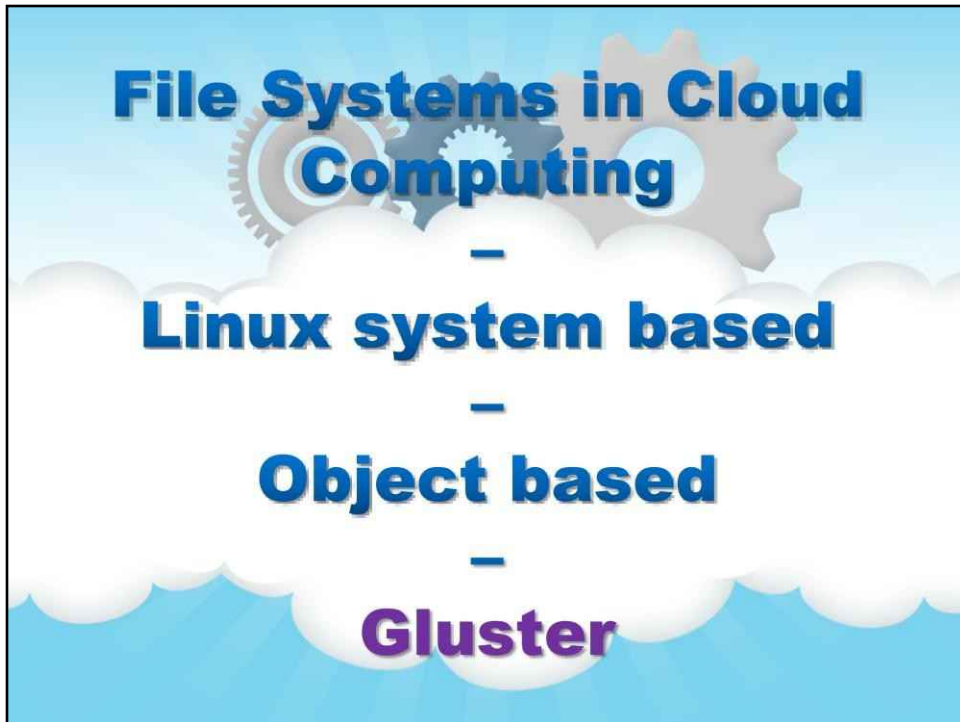 File Systems in Cloud
Computing
–
Linux system based
–
Object based
–
Gluster